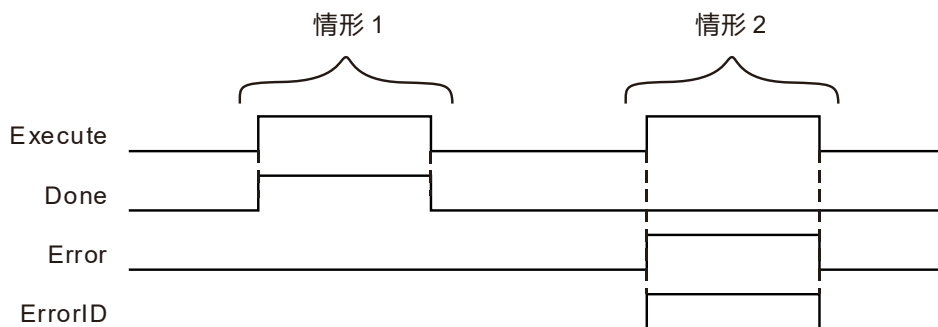 情形 1
情形 2
Execute
Done
Error
ErrorID